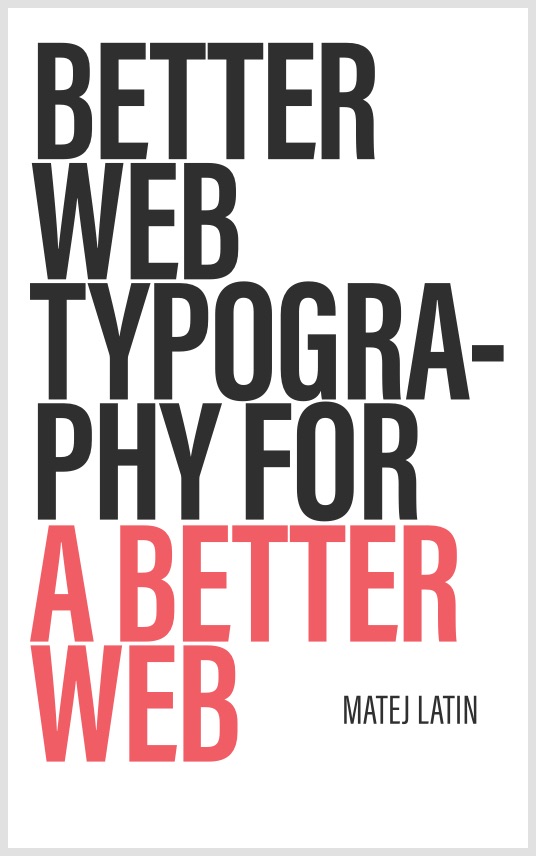 BETTER
WEB
TYPOGRA-
PHY FOR
A BETTER
WEB
MATEJ LATIN